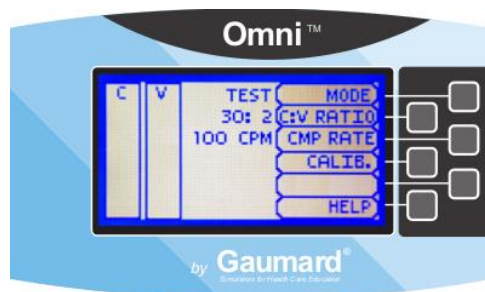 Omni™
C V TEST MODE
30: 2 C:V RATIO
100 CPM CMP RATE
CALIB.
HELP
by Gaumard®
Simulators for Health Care Education